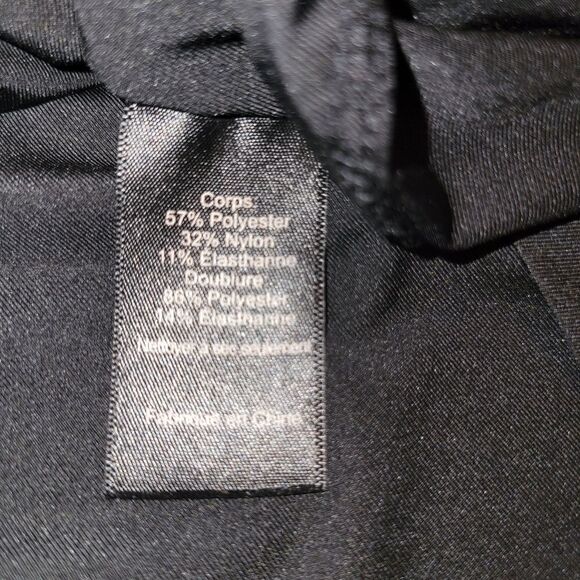 Corps
57% Polyester
32% Nylon
11% Élasthanne
Doublure
86% Polyester
14% Élasthanne
Nettoyer à sec seulement
Fabriqué en Chine